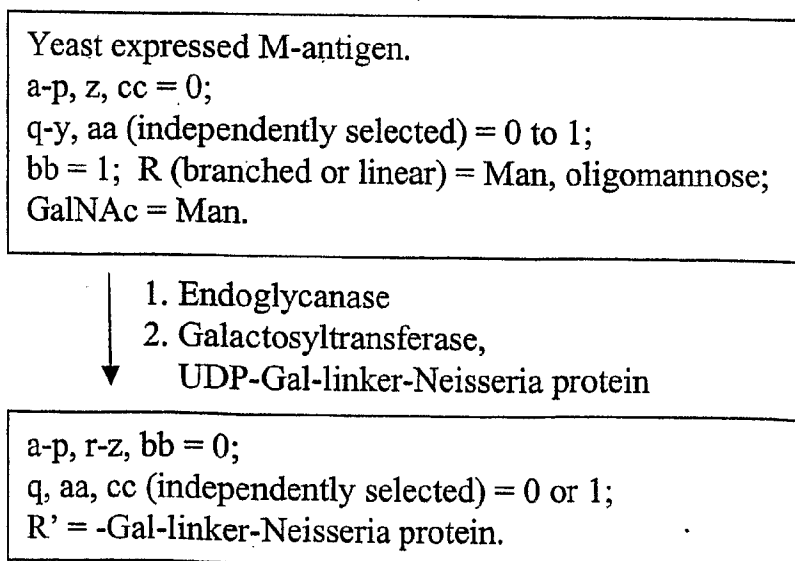 Yeast expressed M-antigen.
a-p, z, cc = 0;
q-y, aa (independently selected) = 0 to 1;
bb = 1; R (branched or linear) = Man, oligomannose;
GalNAc = Man.
1. Endoglycanase
2. Galactosyltransferase,
UDP-Gal-linker-Neisseria protein
a-p, r-z, bb = 0;
q, aa, cc (independently selected) = 0 or 1;
R’ = -Gal-linker-Neisseria protein.